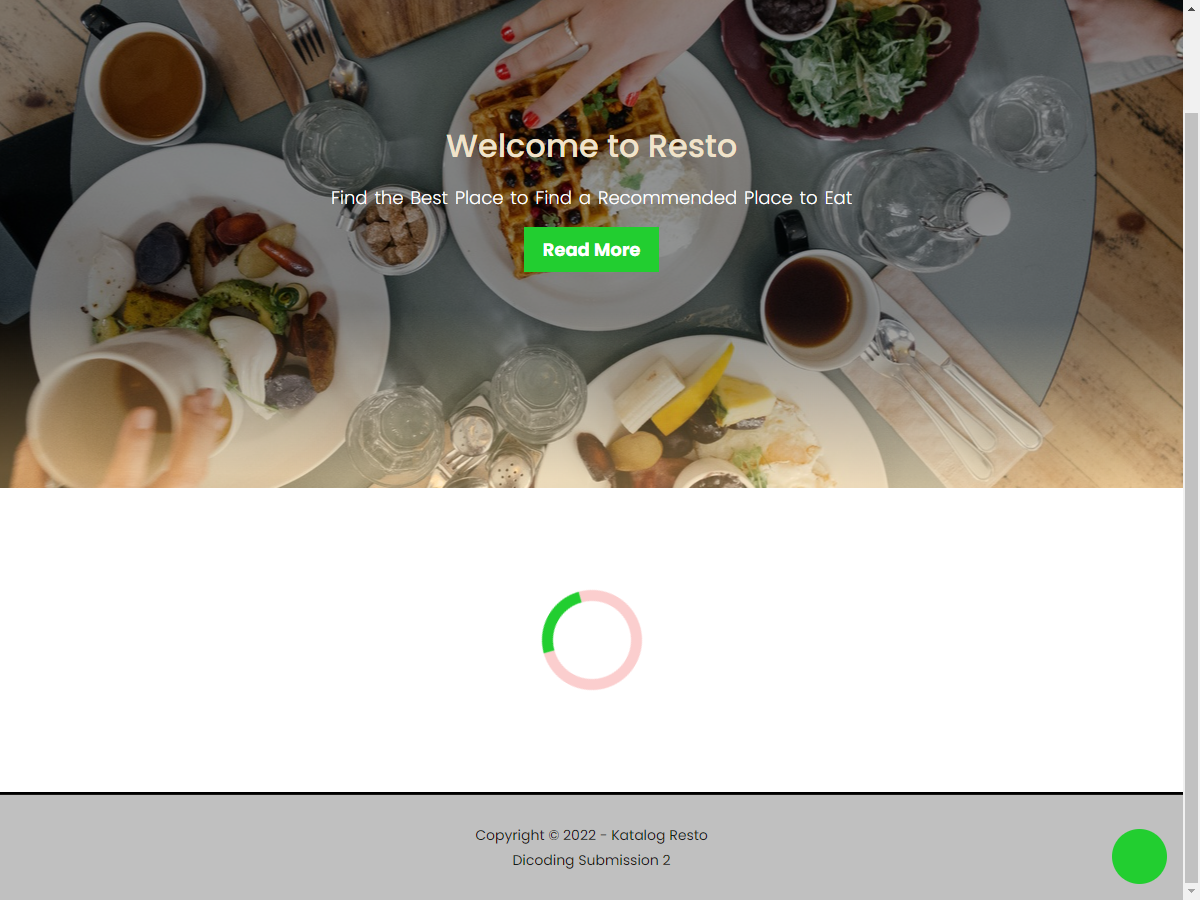 Welcome to Resto
Find the Best Place to Find a Recommended Place to Eat
Read More
Copyright © 2022 - Katalog Resto
Dicoding Submission 2